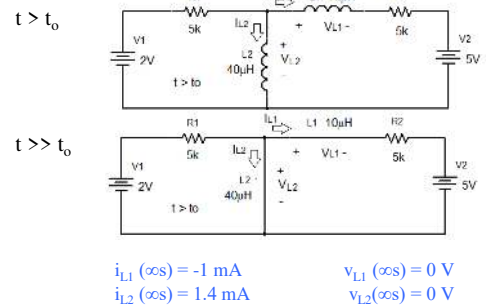 t > to
5k
IL2
L2
40µH
+
VL2
-
+ VL1 -
5k
V1
2V
t > to
V2
5V
t >> to
R1
5k
IL1
L1 10µH
R2
5k
IL2
L2
40µH
+ VL1 -
+
VL2
-
V1
2V
t > to
V2
5V
iL1 (∞s) = -1 mA vL1 (∞s) = 0 V
iL2 (∞s) = 1.4 mA vL2(∞s) = 0 V